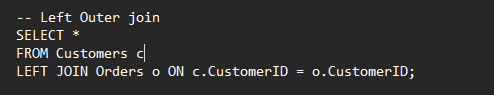 -- Left Outer join
SELECT *
FROM Customers c
LEFT JOIN Orders o ON c.CustomerID = o.CustomerID;